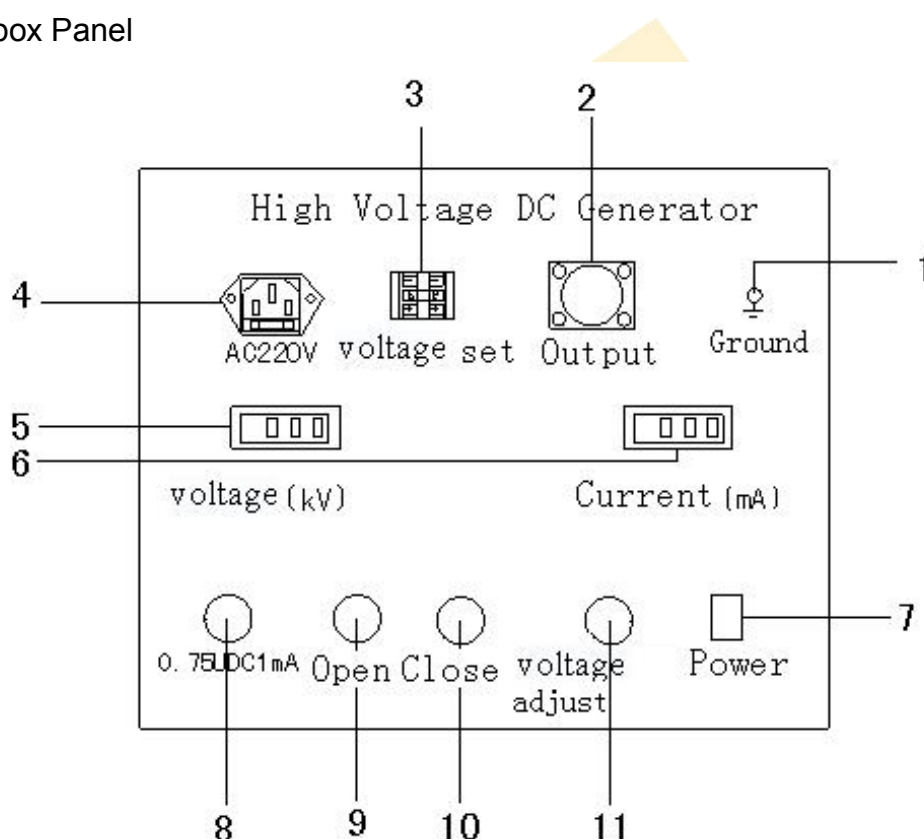 box Panel
3 2
High Voltage DC Generator
1
4
AC220V voltage set Output Ground
5
6
voltage (kV) Current (mA)
7
0.75UDC1mA Open Close voltage adjust Power
8 9 10 11